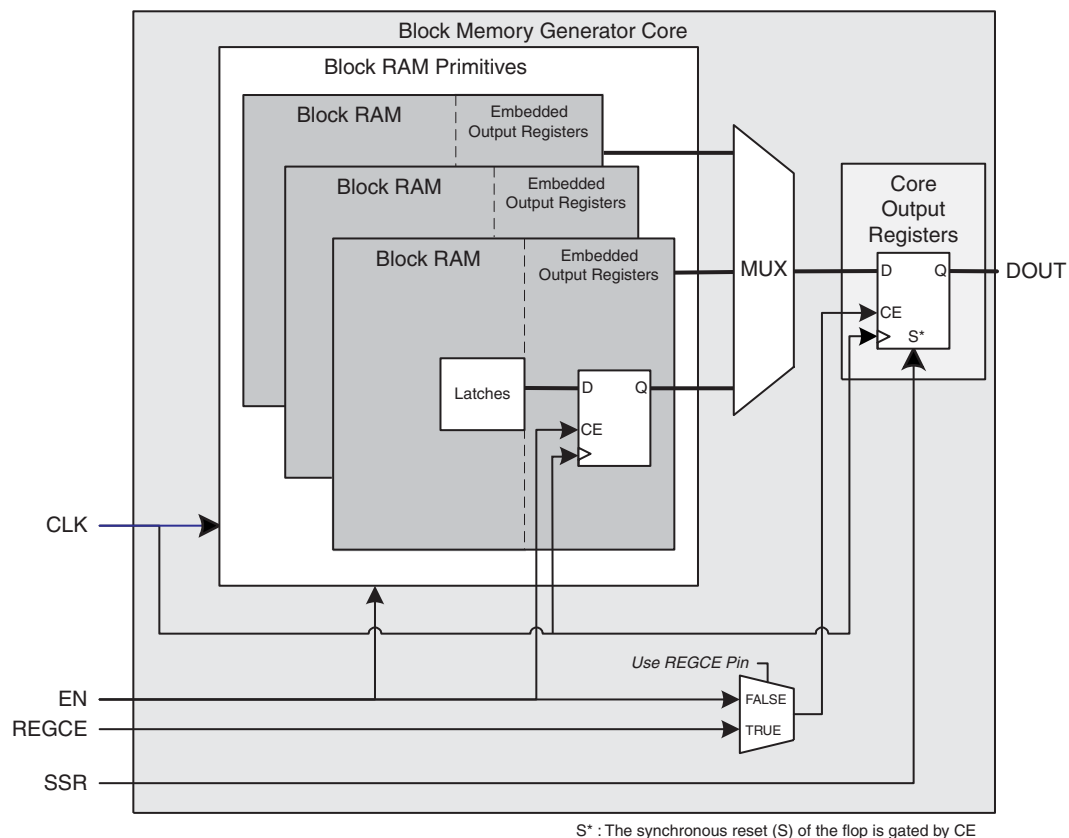 Block Memory Generator Core
Block RAM Primitives
Block RAM
Embedded
Output Registers
Block RAM
Embedded
Output Registers
Block RAM
Embedded
Output Registers
MUX
Core
Output
Registers
D
Q
CE
S*
DOUT
Latches
D
Q
CE
CLK
Use REGCE Pin
EN
FALSE
REGCE
TRUE
SSR
S* : The synchronous reset (S) of the flop is gated by CE